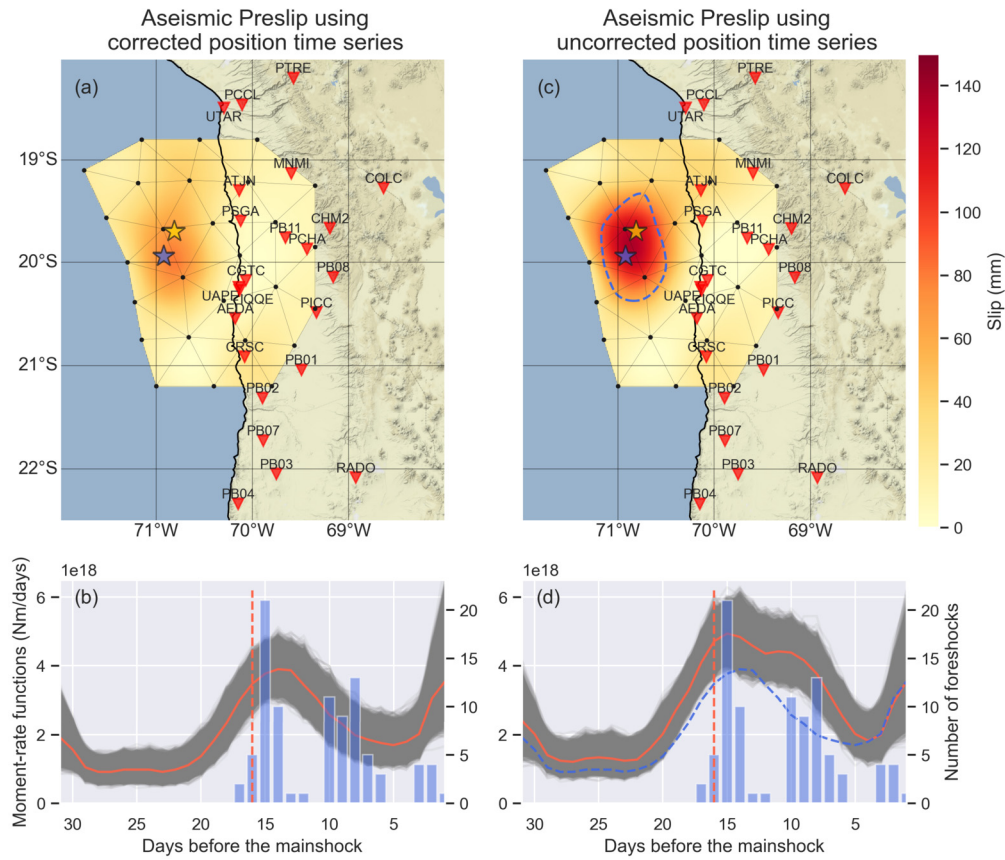 Aseismic Preslip using
corrected position time series
Aseismic Preslip using
uncorrected position time series
(a)
PTRE
PCCL
UTAR
19°S
MNMI
COLC
ATJN
PSGA
CHM2
PB11
PCHA
20°S
CGTC
PB08
UAPE IQQE
AEDA
PICC
CRSC
21°S
PB01
PB02
PB07
22°S
PB03
RADO
PB04
71°W
70°W
69°W
(c)
PTRE
PCCL
UTAR
MNMI
COLC
ATJN
PSGA
CHM2
PB11
PCHA
CGTC
PB08
UAPE IQQE
AEDA
PICC
CRSC
PB01
PB02
PB07
PB03
RADO
PB04
71°W
70°W
69°W
140
120
100
80
60
40
20
0
Slip (mm)
1e18
(b)
Moment-rate functions (Nm/days)
6
4
2
0
20
15
10
5
0
30
25
20
15
10
5
Days before the mainshock
1e18
(d)
6
4
2
0
20
15
10
5
0
Number of foreshocks
30
25
20
15
10
5
Days before the mainshock